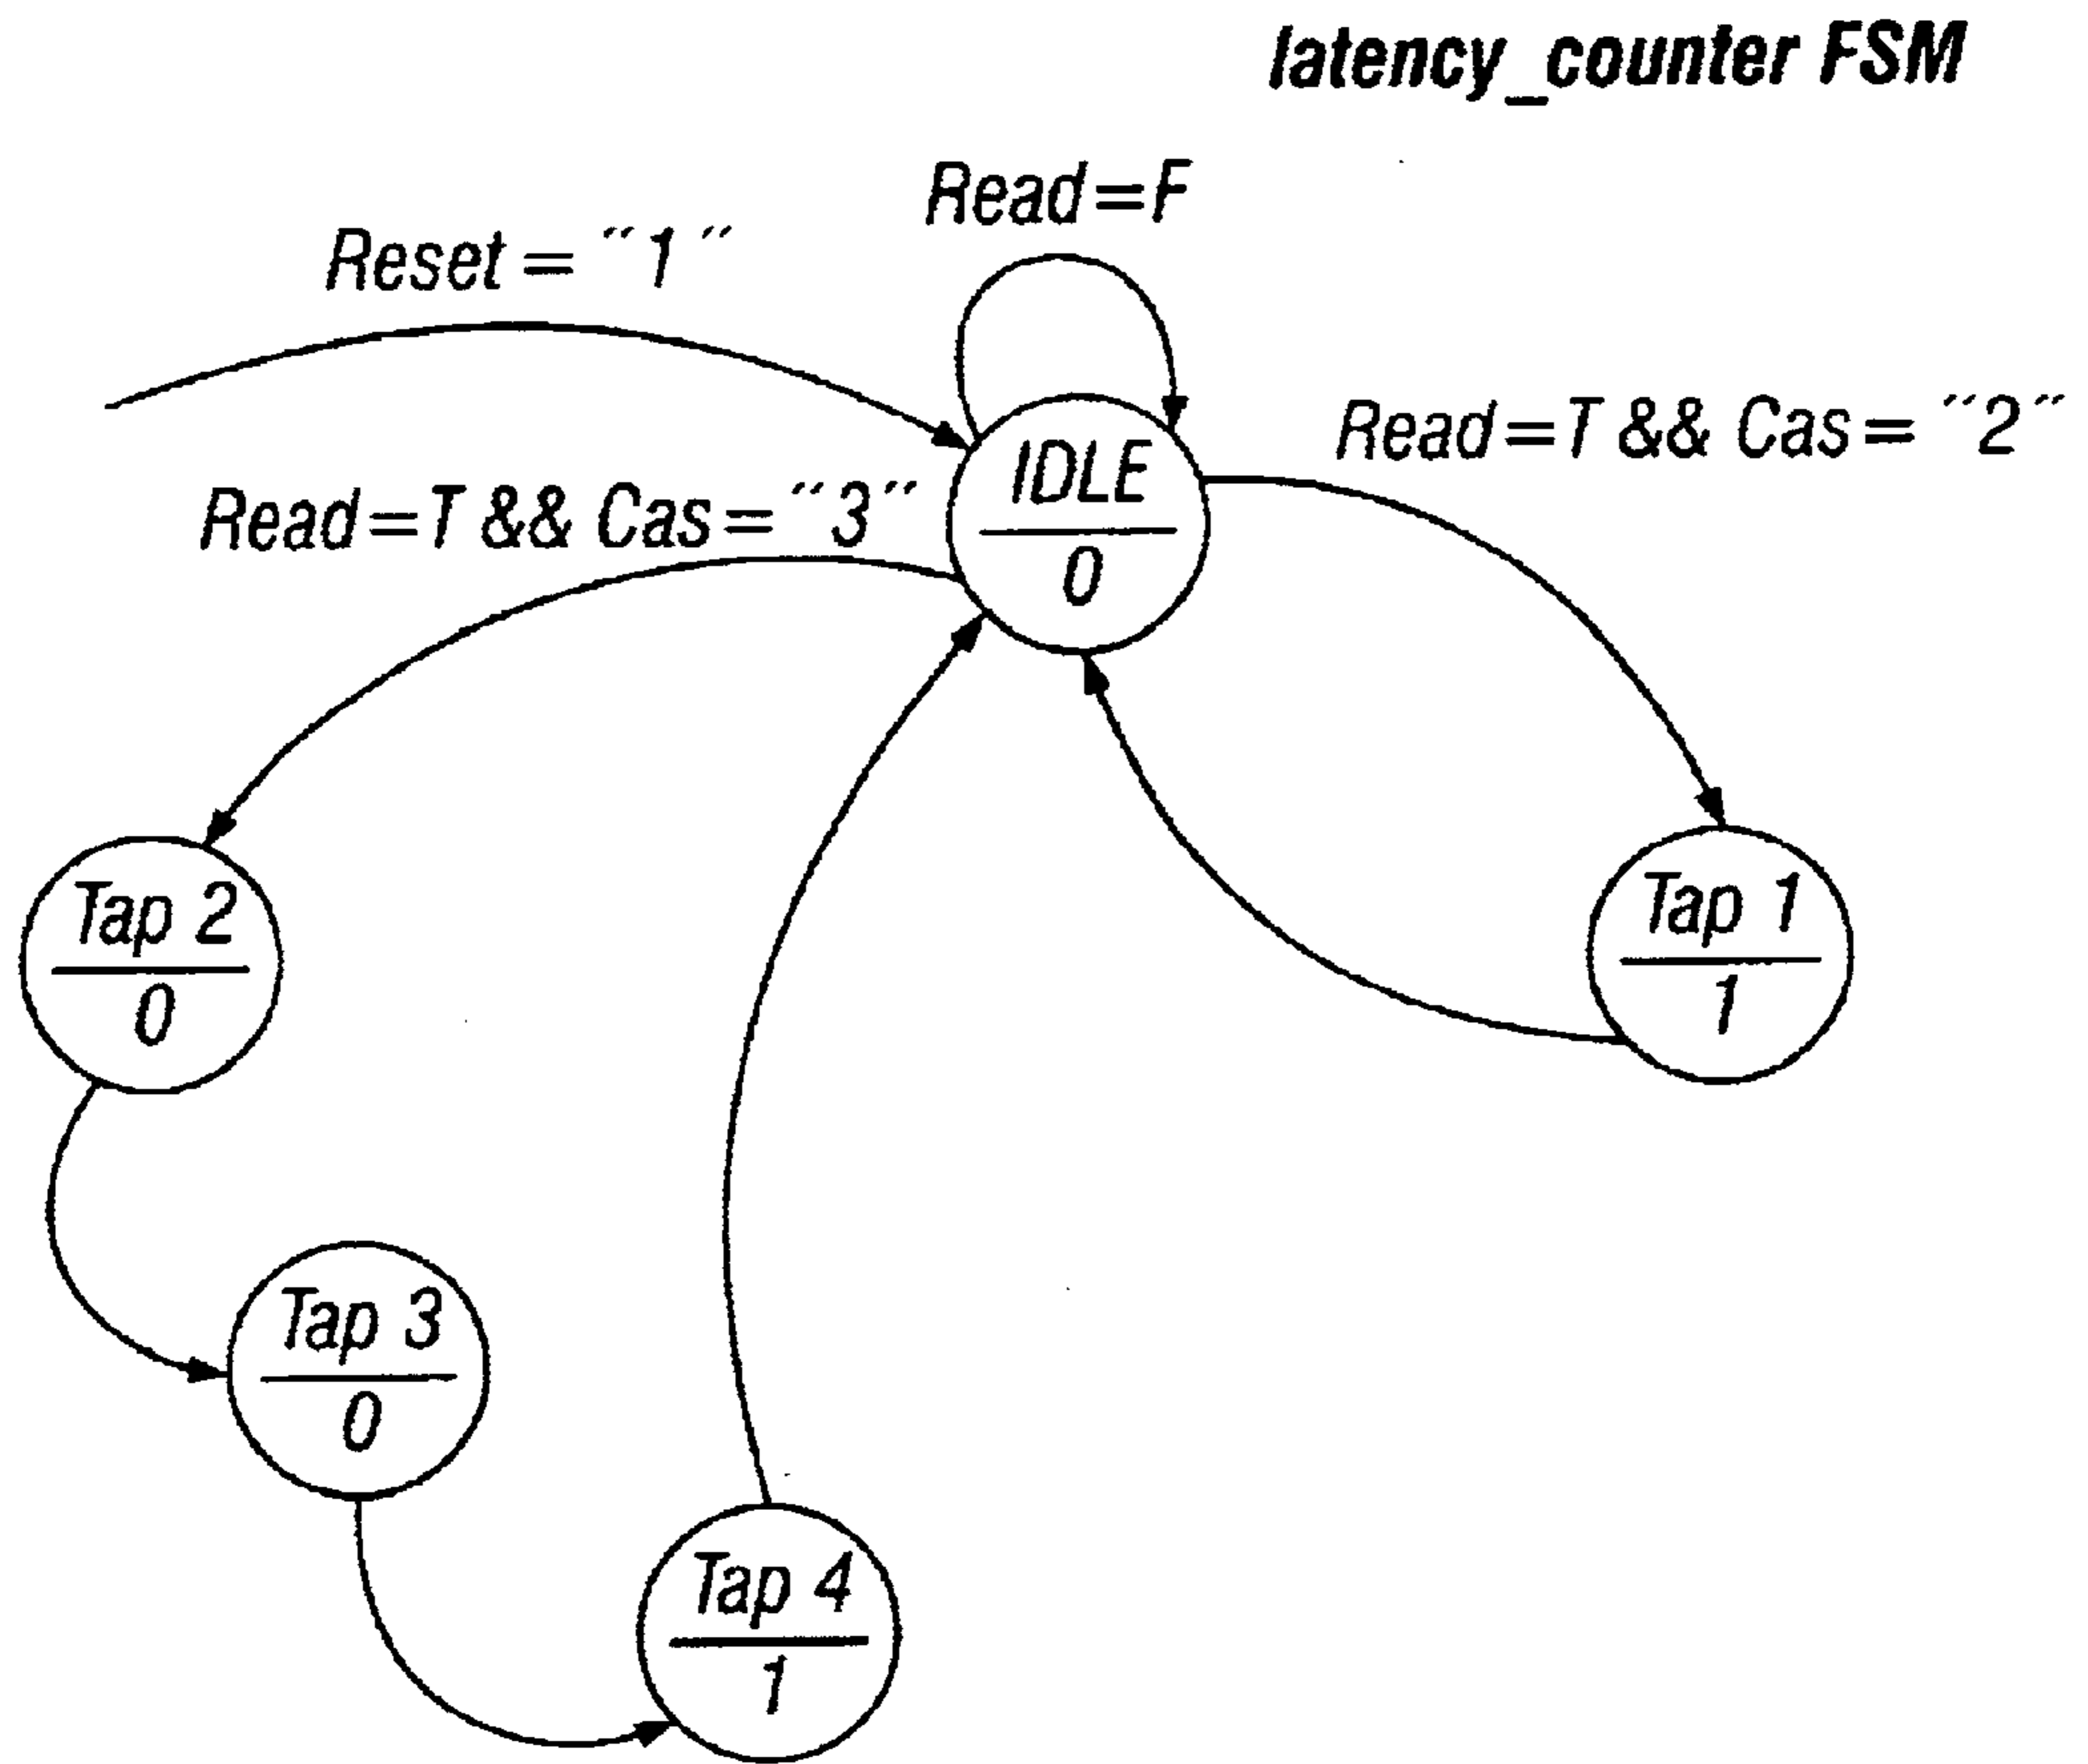 latency_counter FSM
Read=F
Reset= "1"
Read=T && Cas= "2"
Read=T && Cas= "3"
IDLE
0
Tap 2
0
Tap 1
1
Tap 3
0
Tap 4
1